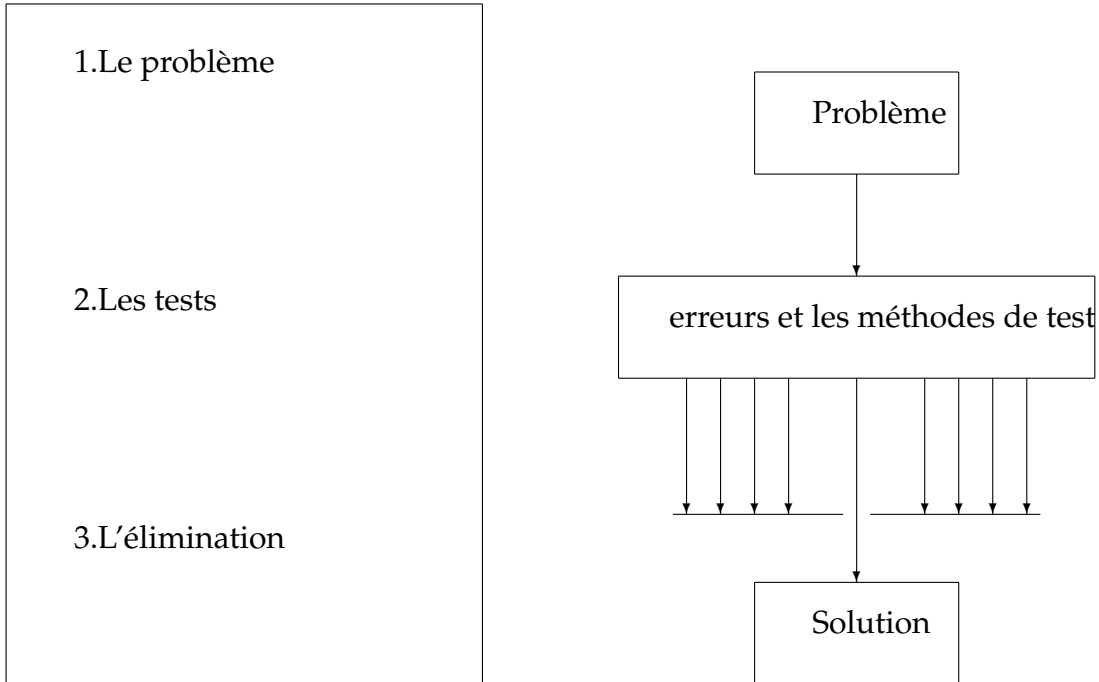 1.Le problème
2.Les tests
3.L'élimination
Problème
erreurs et les méthodes de test
Solution